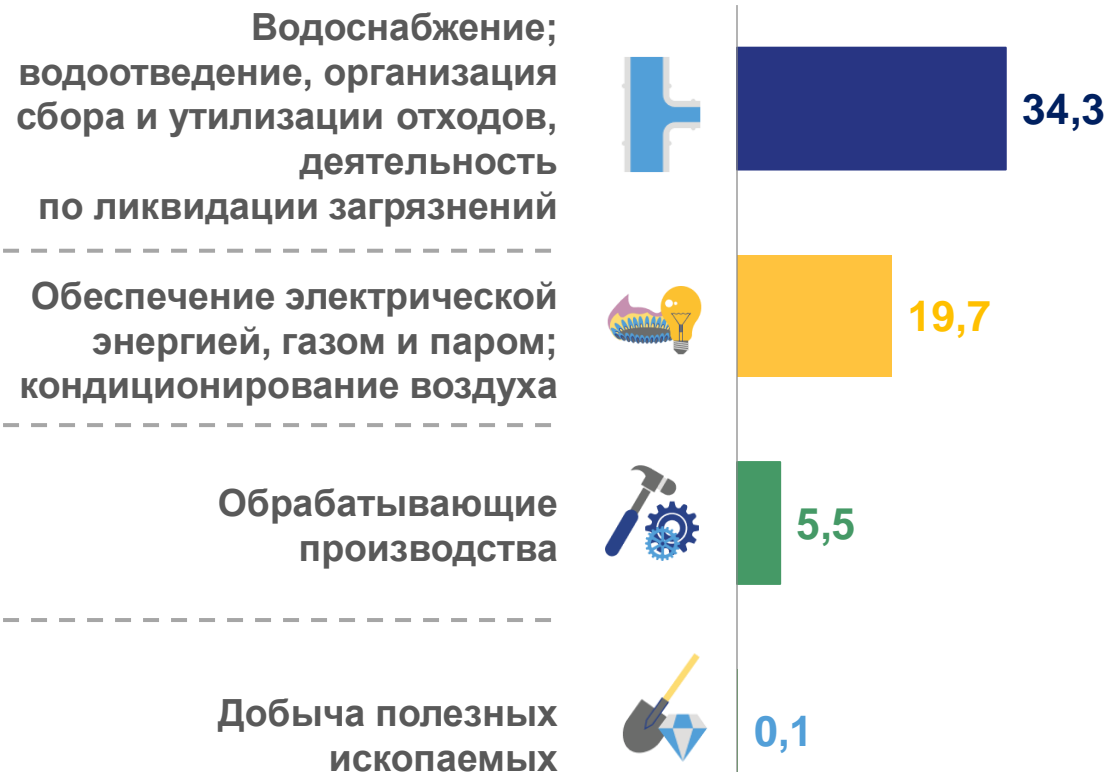 Водоснабжение;
водоотведение, организация
сбора и утилизации отходов,
деятельность
по ликвидации загрязнений
34,3
Обеспечение электрической
энергией, газом и паром;
кондиционирование воздуха
19,7
Обрабатывающие
производства
5,5
Добыча полезных
ископаемых
0,1